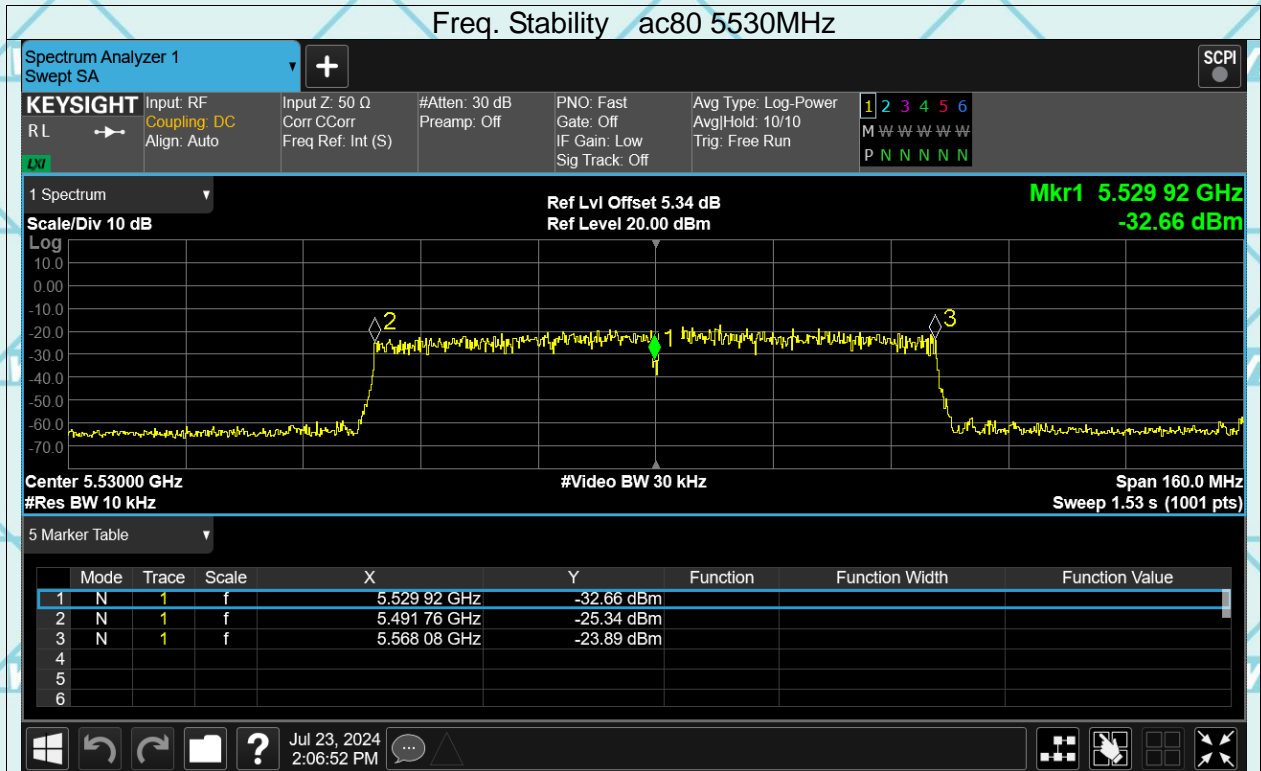 Freq. Stability ac80 5530MHz
Spectrum Analyzer 1
Swept SA
SCPI
KEYSIGHT
R L
LXI
Input: RF
Coupling: DC
Align: Auto
Input Z: 50 Ω
Corr CCorr
Freq Ref: Int (S)
#Atten: 30 dB
Preamp: Off
PNO: Fast
Gate: Off
IF Gain: Low
Sig Track: Off
Avg Type: Log-Power
Avg|Hold: 10/10
Trig: Free Run
1 2 3 4 5 6
M W W W W W
P N N N N N
1 Spectrum
Scale/Div 10 dB
Ref Lvl Offset 5.34 dB
Ref Level 20.00 dBm
Mkr1 5.529 92 GHz
-32.66 dBm
Log
10.0
0.00
-10.0
-20.0
-30.0
-40.0
-50.0
-60.0
-70.0
2
1
3
Center 5.53000 GHz
#Video BW 30 kHz
Span 160.0 MHz
#Res BW 10 kHz
Sweep 1.53 s (1001 pts)
5 Marker Table
Mode Trace Scale X Y Function Function Width Function Value
1 N 1 f 5.529 92 GHz -32.66 dBm
2 N 1 f 5.491 76 GHz -25.34 dBm
3 N 1 f 5.568 08 GHz -23.89 dBm
4
5
6
?
Jul 23, 2024
2:06:52 PM